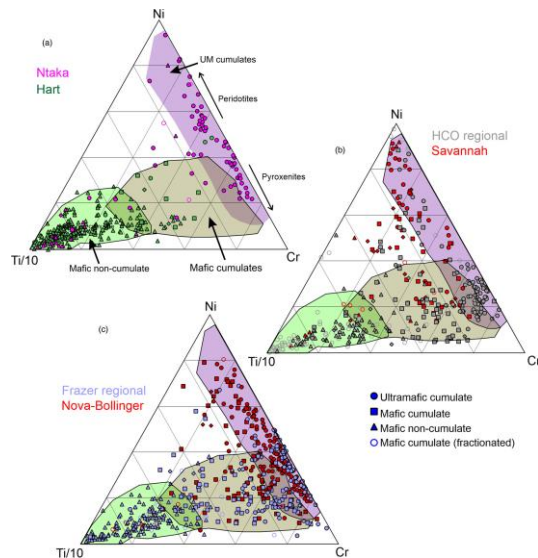 Ni
(a)
UM cumulates
Ntaka
Hart
Peridotites
Pyroxenites
Ti/10
Cr
Mafic non-cumulate
Mafic cumulates
Ni
(b)
HCO regional
Savannah
Ti/10
Cr
Ni
(c)
Frazer regional
Nova-Bollinger
Ti/10
Cr
Ultramafic cumulate
Mafic cumulate
Mafic non-cumulate
Mafic cumulate (fractionated)